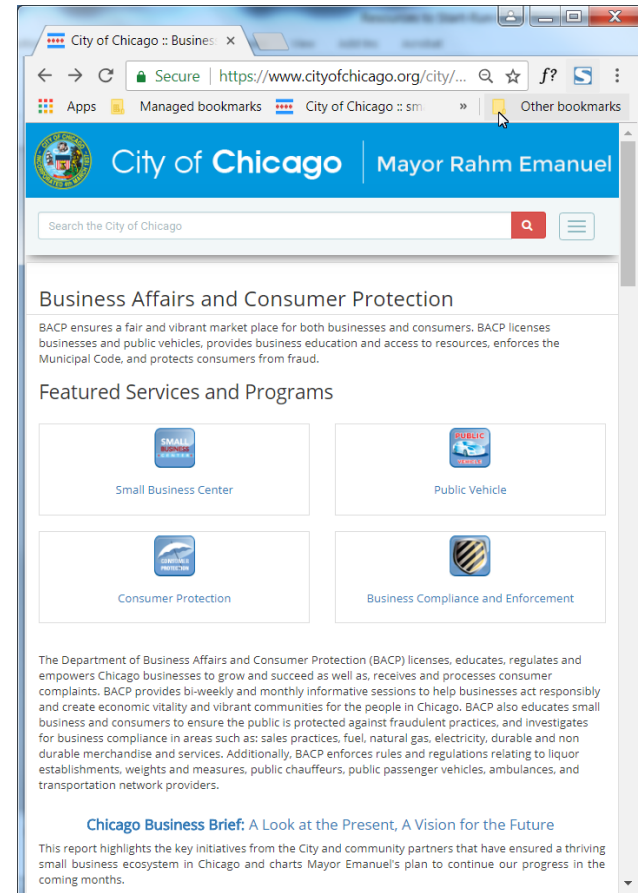 City of Chicago :: Busines
Secure | https://www.cityofchicago.org/city/...
f?
S
Apps Managed bookmarks City of Chicago :: sm » Other bookmarks
City of Chicago | Mayor Rahm Emanuel
Search the City of Chicago
Business Affairs and Consumer Protection
BACP ensures a fair and vibrant market place for both businesses and consumers. BACP licenses
businesses and public vehicles, provides business education and access to resources, enforces the
Municipal Code, and protects consumers from fraud.
Featured Services and Programs
SMALL
BUSINESS
CENTER
Small Business Center
PUBLIC
VEHICLE
Public Vehicle
CONSUMER
PROTECTION
Consumer Protection
Business Compliance and Enforcement
The Department of Business Affairs and Consumer Protection (BACP) licenses, educates, regulates and
empowers Chicago businesses to grow and succeed as well as, receives and processes consumer
complaints. BACP provides bi-weekly and monthly informative sessions to help businesses act responsibly
and create economic vitality and vibrant communities for the people in Chicago. BACP also educates small
business and consumers to ensure the public is protected against fraudulent practices, and investigates
for business compliance in areas such as: sales practices, fuel, natural gas, electricity, durable and non
durable merchandise and services. Additionally, BACP enforces rules and regulations relating to liquor
establishments, weights and measures, public chauffeurs, public passenger vehicles, ambulances, and
transportation network providers.
Chicago Business Brief: A Look at the Present, A Vision for the Future
This report highlights the key initiatives from the City and community partners that have ensured a thriving
small business ecosystem in Chicago and charts Mayor Emanuel's plan to continue our progress in the
coming months.